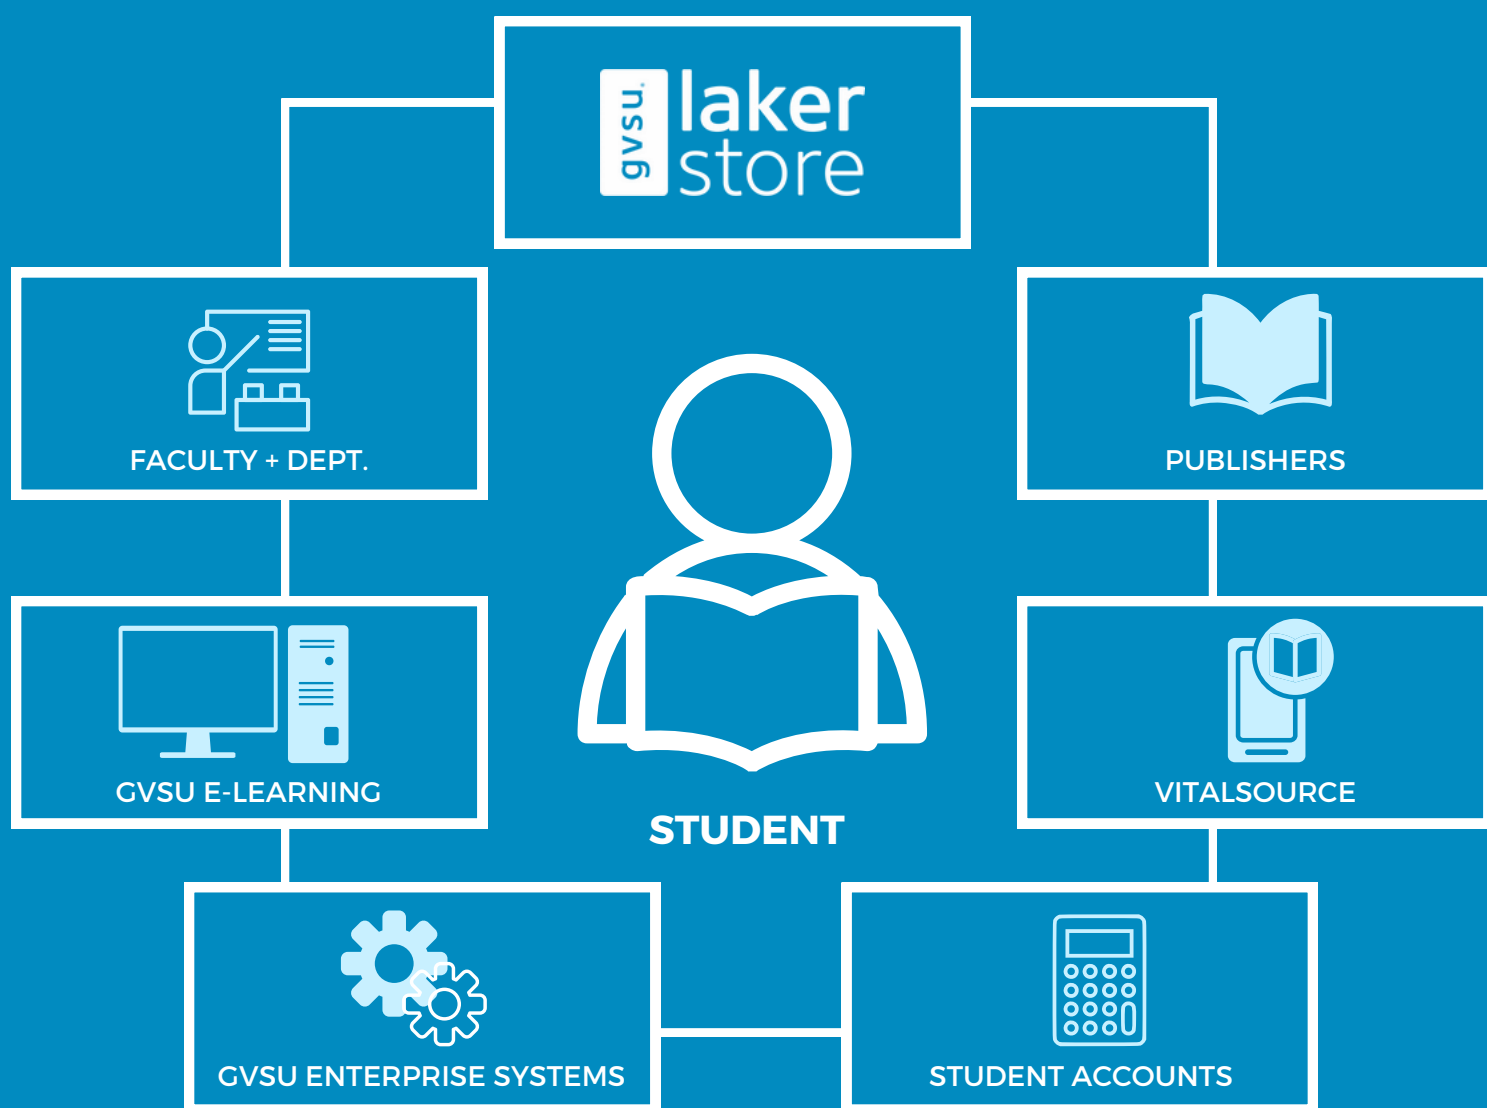 gvsu.
laker
store
FACULTY + DEPT.
PUBLISHERS
GVSU E-LEARNING
VITALSOURCE
STUDENT
GVSU ENTERPRISE SYSTEMS
STUDENT ACCOUNTS